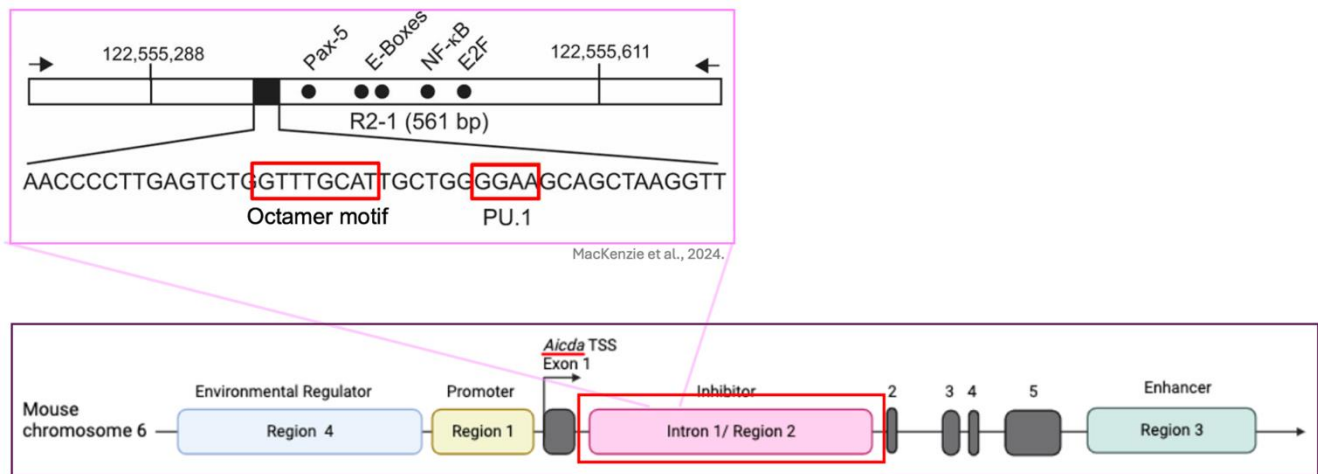 Pax-5 E-Boxes NF-κB E2F
122,555,288 122,555,611
R2-1 (561 bp)
AACCCCTTGAGTCTGGTTTGCATTGCTGGGGAAGCAGCTAAGGTT
Octamer motif PU.1
MacKenzie et al., 2024.
Aicda TSS
Exon 1
Environmental Regulator Promoter Inhibitor 2 3 4 5 Enhancer
Mouse
chromosome 6
Region 4 Region 1 Intron 1/ Region 2 Region 3